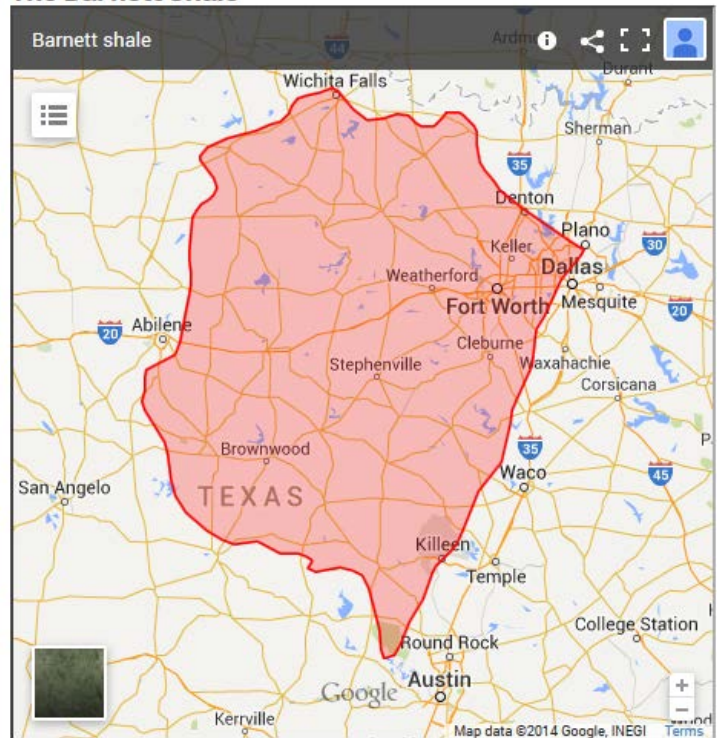 Barnett shale
44
Wichita Falls
Durant
Sherman
35
Denton
Plano
Keller
30
Weatherford
Dallas
Fort Worth
Mesquite
20
20
Abilene
Cleburne
Waxahachie
Stephenville
Corsicana
Brownwood
35
Waco
45
San Angelo
TEXAS
Killeen
Temple
College Station
Round Rock
Austin
Google
Kerrville
+
−
Map data ©2014 Google, INEGI Terms